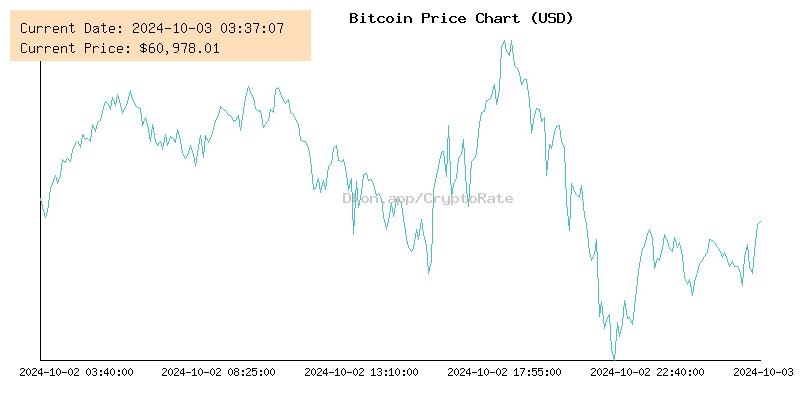 Bitcoin Price Chart (USD)
Current Date: 2024-10-03 03:37:07
Current Price: $60,978.01
Dhon.app/CryptoRate
2024-10-02 03:40:00 2024-10-02 08:25:00 2024-10-02 13:10:00 2024-10-02 17:55:00 2024-10-02 22:40:00 2024-10-03